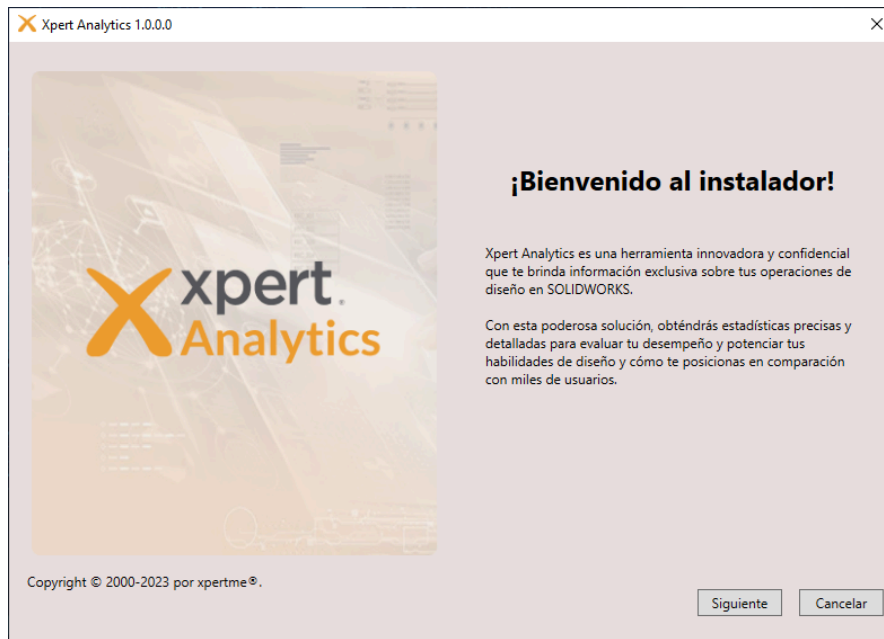 Xpert Analytics 1.0.0.0
xpert.
Analytics
¡Bienvenido al instalador!
Xpert Analytics es una herramienta innovadora y confidencial
que te brinda información exclusiva sobre tus operaciones de
diseño en SOLIDWORKS.
Con esta poderosa solución, obténdrás estadísticas precisas y
detalladas para evaluar tu desempeño y potenciar tus
habilidades de diseño y cómo te posicionas en comparación
con miles de usuarios.
Copyright © 2000-2023 por xpertme®.
Siguiente
Cancelar